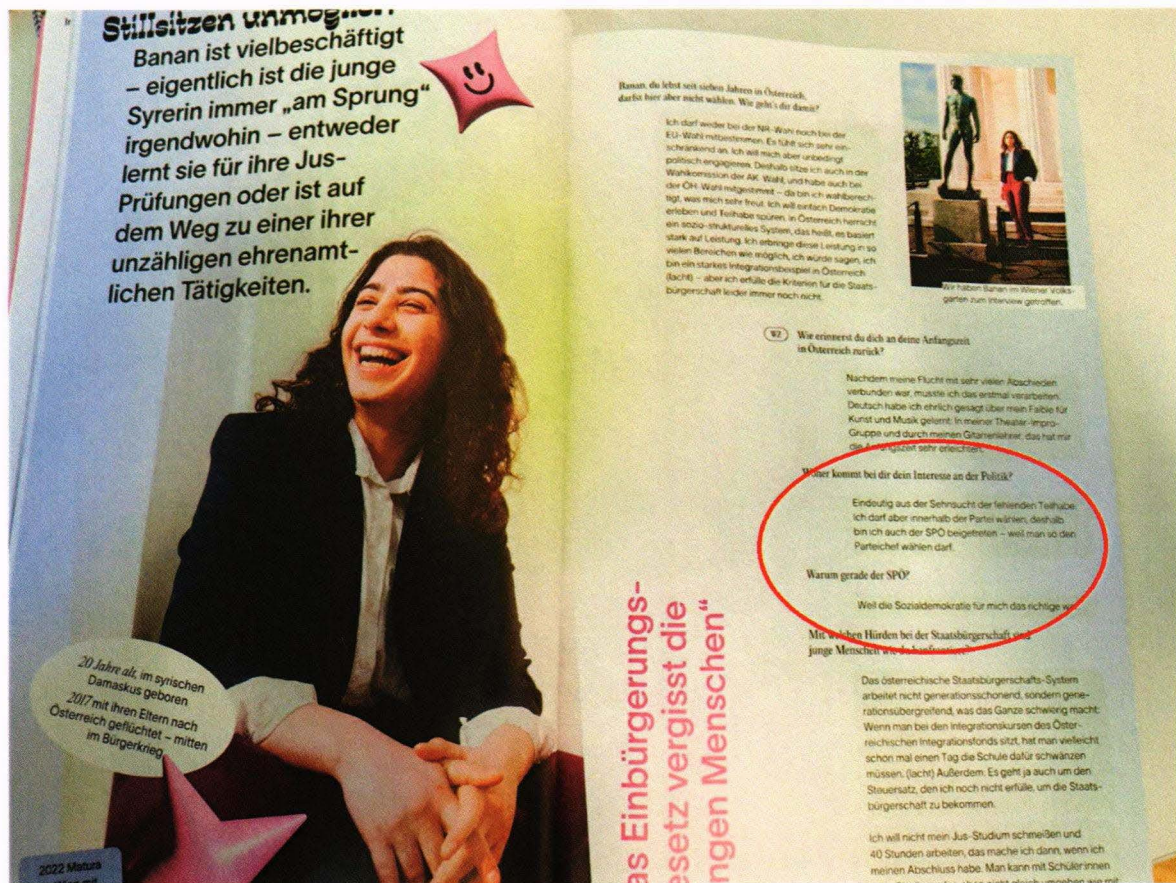 Stillsitzen unmöglich
Banan ist vielbeschäftigt
– eigentlich ist die junge
Syrerin immer „am Sprung“
irgendwohin – entweder
lernt sie für ihre Jus-
Prüfungen oder ist auf
dem Weg zu einer ihrer
unzähligen ehrenamt-
lichen Tätigkeiten.
20 Jahre alt, im syrischen
Damaskus geboren
2017 mit ihren Eltern nach
Österreich geflüchtet – mitten
im Bürgerkrieg
2022 Matura
Banan, du lebst seit sieben Jahren in Österreich,
darfst hier aber nicht wählen. Wie geht's dir damit?
Ich darf weder bei der NR-Wahl noch bei der
EU-Wahl mitbestimmen. Es fühlt sich sehr ein-
schränkend an. Ich will mich aber unbedingt
politisch engagieren. Deshalb sitze ich auch in der
Wahlkomission der AK-Wahl, und habe auch bei
der ÖH-Wahl mitgestimmt – da bin ich wahlberech-
tigt, was mich sehr freut. Ich will einfach Demokratie
erleben und Teilhabe spüren, in Österreich herrscht
ein sozio-strukturelles System, das heißt, es basiert
stark auf Leistung. Ich erbringe diese Leistung in so
vielen Bereichen wie möglich, ich würde sagen, ich
bin ein starkes Integrationsbeispiel in Österreich
(lacht) – aber ich erfülle die Kriterien für die Staats-
bürgerschaft leider immer noch nicht.
Wir haben Banan im Wiener Volks-
garten zum Interview getroffen.
Wie erinnerst du dich an deine Anfangszeit
in Österreich zurück?
Nachdem meine Flucht mit sehr vielen Abschieden
verbunden war, musste ich das erstmal verarbeiten.
Deutsch habe ich ehrlich gesagt über mein Faible für
Kunst und Musik gelernt: In meiner Theater-Impro-
Gruppe und durch meinen Gitarrenlehrer, das hat mir
die Anfangszeit sehr erleichtert.
Woher kommt bei dir dein Interesse an der Politik?
Eindeutig aus der Sehnsucht der fehlenden Teilhabe.
Ich darf aber innerhalb der Partei wählen, deshalb
bin ich auch der SPÖ beigetreten – weil man so den
Parteichef wählen darf.
Warum gerade der SPÖ?
Weil die Sozialdemokratie für mich das richtige
Mit welchen Hürden bei der Staatsbürgerschaft sind
junge Menschen wie du konfrontiert?
Das österreichische Staatsbürgerschafts-System
arbeitet nicht generationsschonend, sondern gene-
rationsübergreifend, was das Ganze schwierig macht:
Wenn man bei den Integrationskursen des Öster-
reichischen Integrationsfonds sitzt, hat man vielleicht
schon mal einen Tag die Schule dafür schwänzen
müssen. (lacht) Außerdem: Es geht ja auch um den
Steuersatz, den ich noch nicht erfülle, um die Staats-
bürgerschaft zu bekommen.
Ich will nicht mein Jus-Studium schmeißen und
40 Stunden arbeiten, das mache ich dann, wenn ich
meinen Abschluss habe. Man kann mit Schüler:innen
as Einbürgerungs-
esetz vergisst die
ngen Menschen“